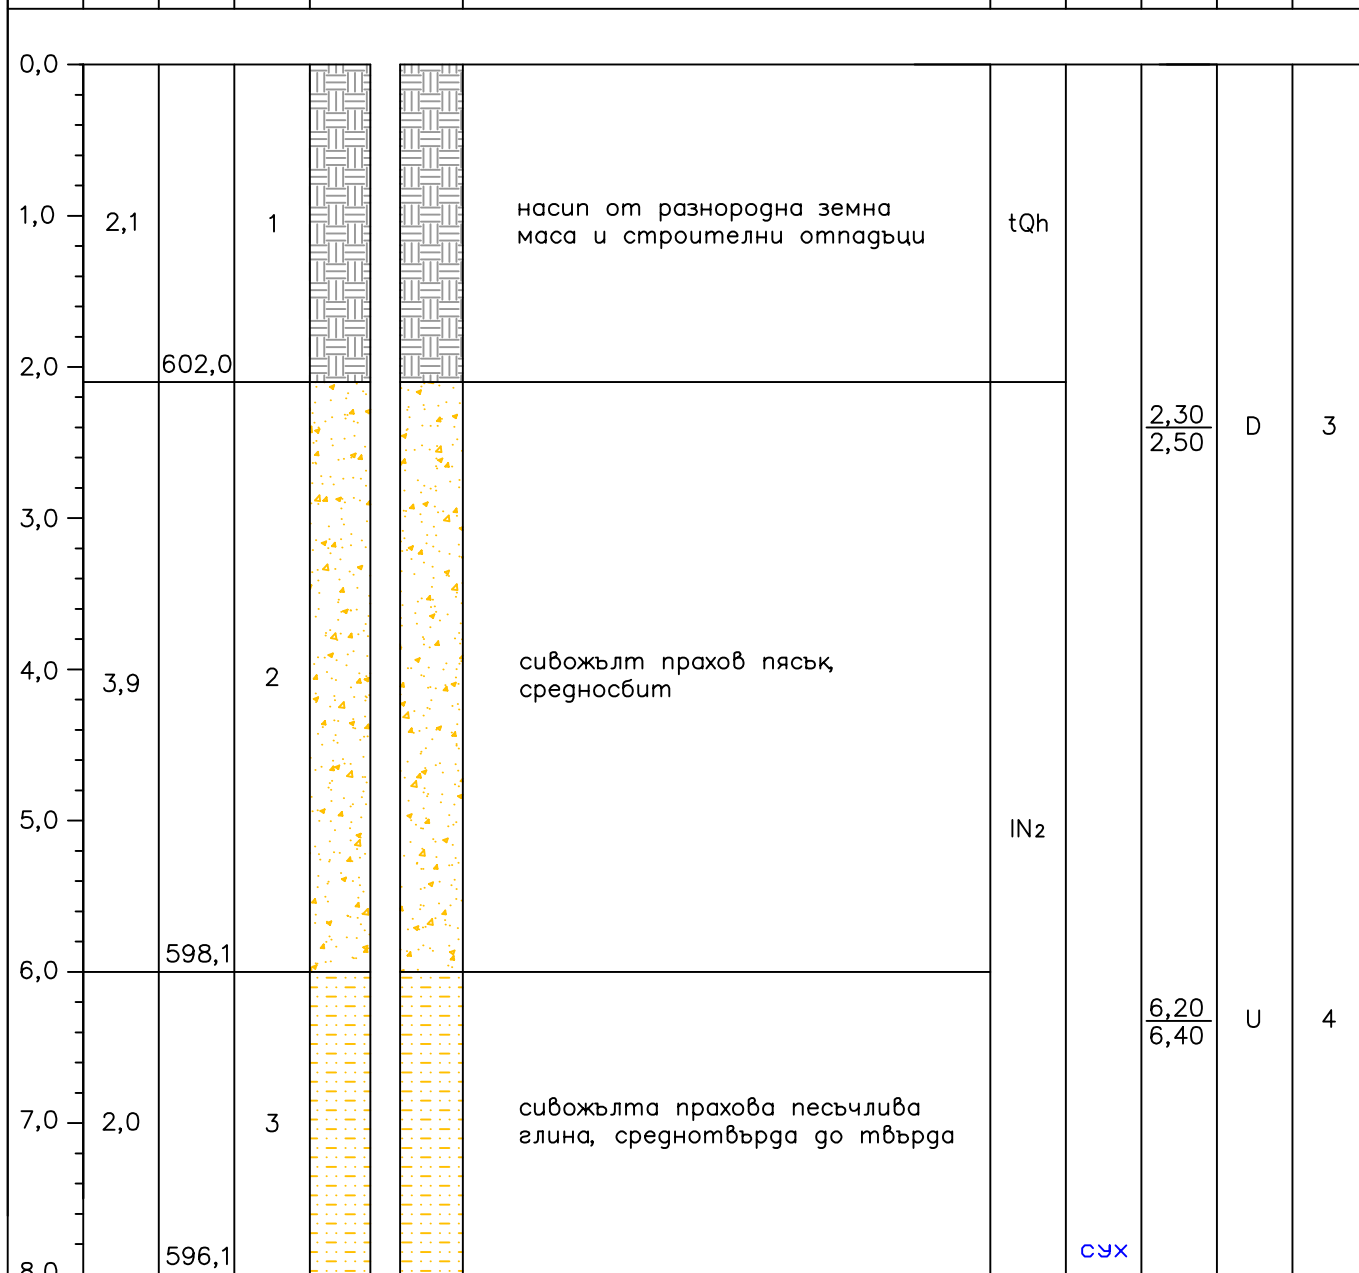 0,0
1,0
2,1
1
насип от разнородна земна
маса и строителни отпадъци
tQh
2,0
602,0
2,30
2,50
D
3
3,0
4,0
3,9
2
сивожълт прахов пясък,
средносбит
5,0
lN2
6,0
598,1
6,20
6,40
U
4
7,0
2,0
3
сивожълта прахова песъчлива
глина, среднотвърда до твърда
596,1
сух
8,0